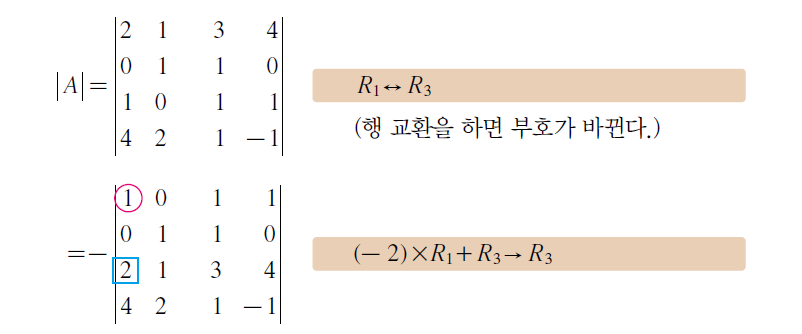 2 1 3 4
0 1 1 0
|A|=
R₁↔R₃
1 0 1 1
(행 교환을 하면 부호가 바뀐다.)
4 2 1 −1
1 0 1 1
0 1 1 0
=−
(− 2)×R₁+R₃→R₃
2 1 3 4
4 2 1 −1